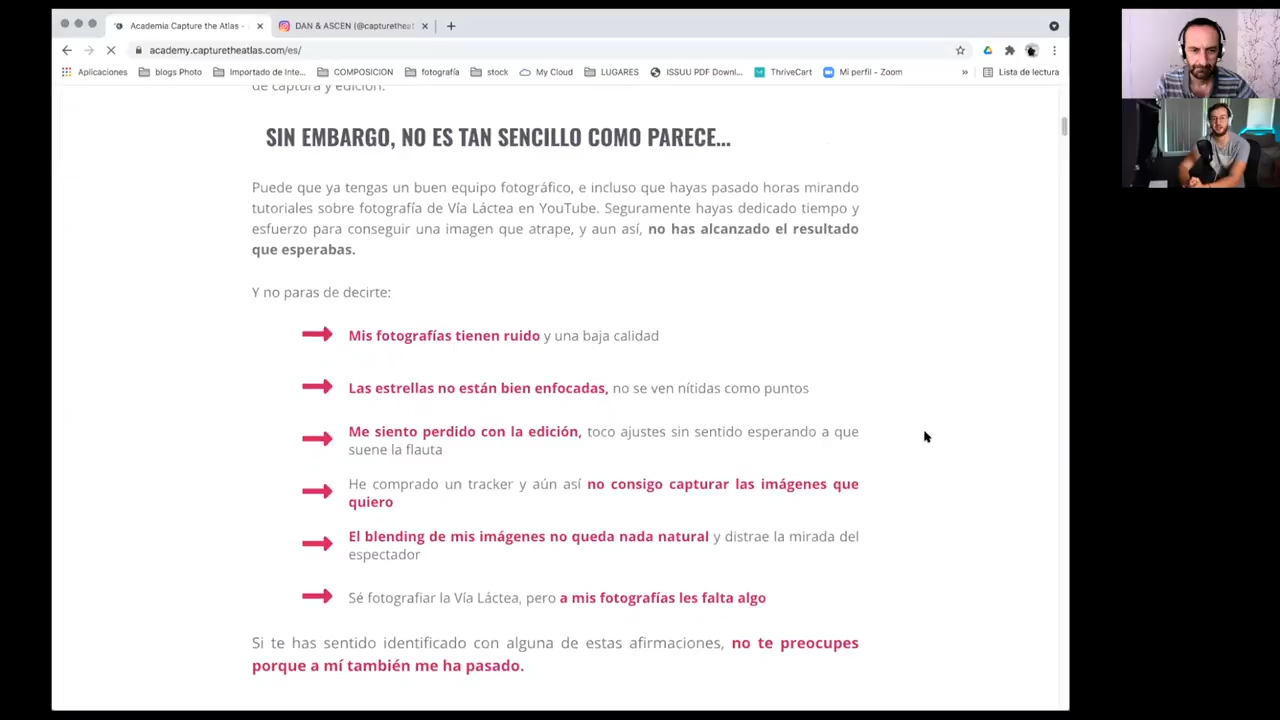 Academia Capture the Atlas -
DAN & ASCEN (@capturetheat
academy.capturetheatlas.com/es/
Aplicaciones
blogs Photo
Importado de Inte...
COMPOSICION
fotografía
stock
My Cloud
LUGARES
ISSUU PDF Downl...
ThriveCart
Mi perfil - Zoom
»
Lista de lectura
de captura y edición.
SIN EMBARGO, NO ES TAN SENCILLO COMO PARECE...
Puede que ya tengas un buen equipo fotográfico, e incluso que hayas pasado horas mirando
tutoriales sobre fotografía de Vía Láctea en YouTube. Seguramente hayas dedicado tiempo y
esfuerzo para conseguir una imagen que atrape, y aun así, no has alcanzado el resultado
que esperabas.
Y no paras de decirte:
Mis fotografías tienen ruido y una baja calidad
Las estrellas no están bien enfocadas, no se ven nítidas como puntos
Me siento perdido con la edición, toco ajustes sin sentido esperando a que
suene la flauta
He comprado un tracker y aún así no consigo capturar las imágenes que
quiero
El blending de mis imágenes no queda nada natural y distrae la mirada del
espectador
Sé fotografiar la Vía Láctea, pero a mis fotografías les falta algo
Si te has sentido identificado con alguna de estas afirmaciones, no te preocupes
porque a mí también me ha pasado.